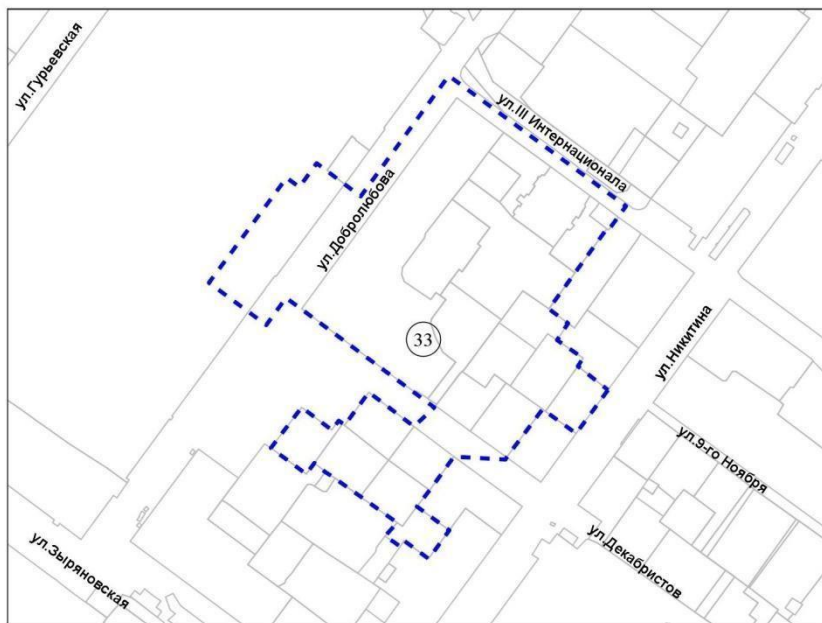 ул.Гурьевская
ул.III Интернационала
ул.Добролюбова
33
ул.Никитина
ул.9-го Ноября
ул.Декабристов
ул.Зыряновская